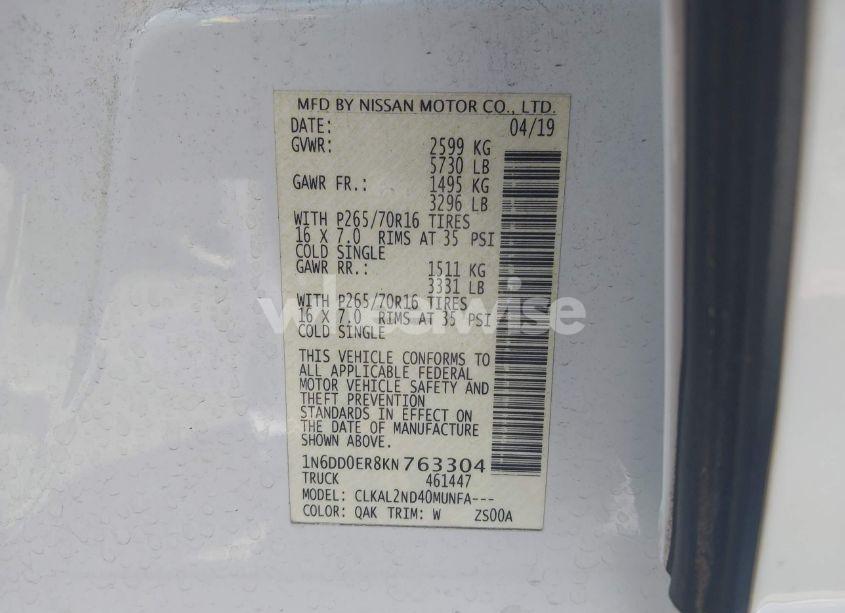 MFD BY NISSAN MOTOR CO., LTD.
DATE: 04/19
GVWR: 2599 KG
5730 LB
GAWR FR.: 1495 KG
3296 LB
WITH P265/70R16 TIRES
16 X 7.0 RIMS AT 35 PSI
COLD SINGLE
GAWR RR.: 1511 KG
3331 LB
WITH P265/70R16 TIRES
16 X 7.0 RIMS AT 35 PSI
COLD SINGLE
wheelwise
THIS VEHICLE CONFORMS TO
ALL APPLICABLE FEDERAL
MOTOR VEHICLE SAFETY AND
THEFT PREVENTION
STANDARDS IN EFFECT ON
THE DATE OF MANUFACTURE
SHOWN ABOVE.
1N6DD0ER8KN763304
TRUCK 461447
MODEL: CLKAL2ND40MUNFA---
COLOR: QAK TRIM: W ZS00A